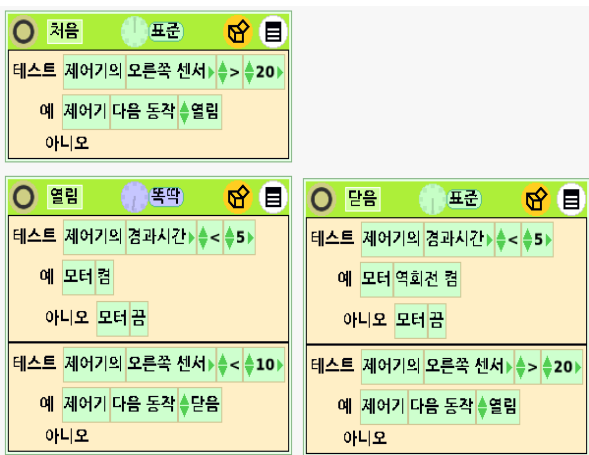 처음 표준
테스트 제어기의 오른쪽 센서 > 20
예 제어기 다음 동작 열림
아니오
열림 똑딱
테스트 제어기의 경과시간 < 5
예 모터 켬
아니오 모터 끔
테스트 제어기의 오른쪽 센서 < 10
예 제어기 다음 동작 닫음
아니오
닫음 표준
테스트 제어기의 경과시간 < 5
예 모터 역회전 켬
아니오 모터 끔
테스트 제어기의 오른쪽 센서 > 20
예 제어기 다음 동작 열림
아니오